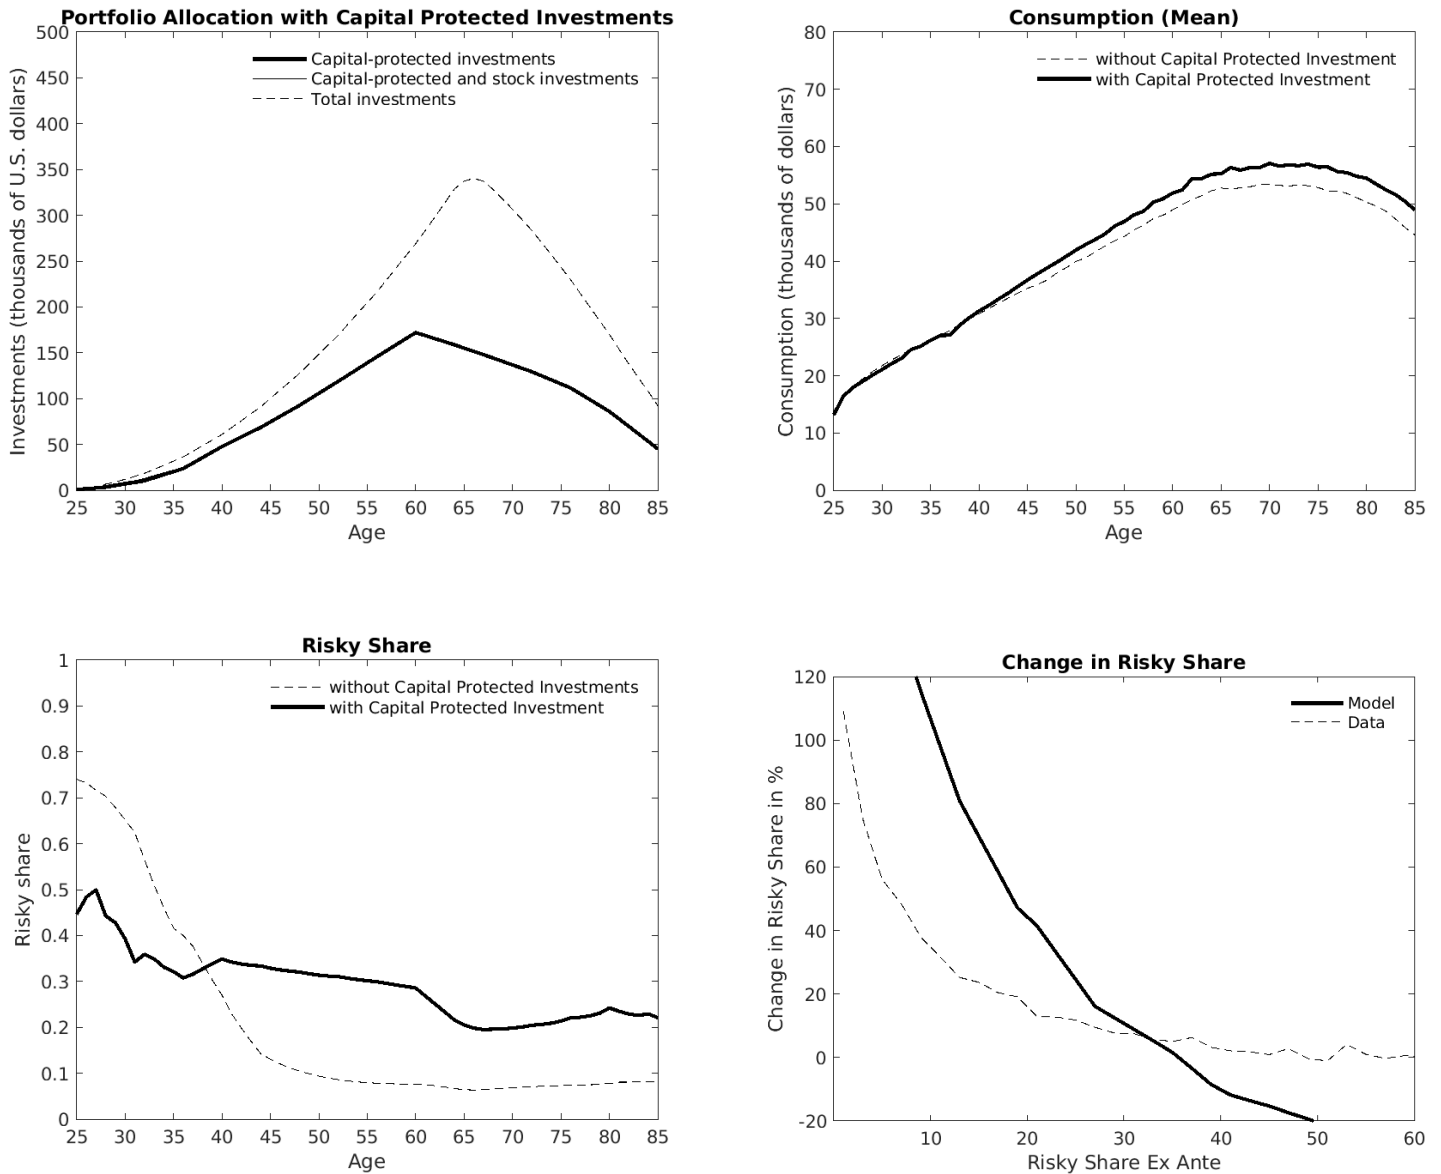 Portfolio Allocation with Capital Protected Investments
500
450
400
350
300
250
200
150
100
50
0
Investments (thousands of U.S. dollars)
Capital-protected investments
Capital-protected and stock investments
Total investments
25 30 35 40 45 50 55 60 65 70 75 80 85
Age
Consumption (Mean)
80
70
60
50
40
30
20
10
0
Consumption (thousands of dollars)
without Capital Protected Investment
with Capital Protected Investment
25 30 35 40 45 50 55 60 65 70 75 80 85
Age
Risky Share
1
0.9
0.8
0.7
0.6
0.5
0.4
0.3
0.2
0.1
0
Risky share
without Capital Protected Investments
with Capital Protected Investment
25 30 35 40 45 50 55 60 65 70 75 80 85
Age
Change in Risky Share
120
100
80
60
40
20
0
-20
Change in Risky Share in %
Model
Data
10 20 30 40 50 60
Risky Share Ex Ante